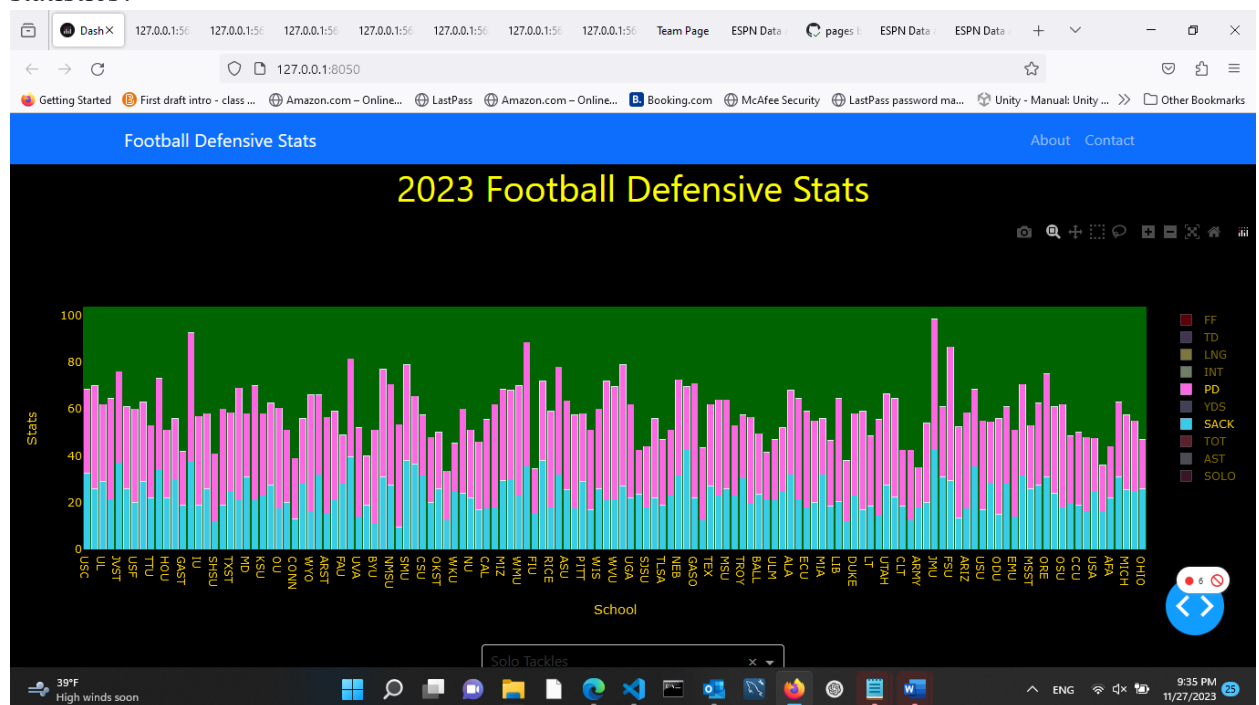 Dash
127.0.0.1:56
127.0.0.1:56
127.0.0.1:56
127.0.0.1:56
127.0.0.1:56
127.0.0.1:56
127.0.0.1:56
Team Page
ESPN Data
pages
ESPN Data
ESPN Data
127.0.0.1:8050
Getting Started
First draft intro - class ...
Amazon.com – Online...
LastPass
Amazon.com – Online...
Booking.com
McAfee Security
LastPass password ma...
Unity - Manual: Unity ...
Other Bookmarks
Football Defensive Stats
About
Contact
2023 Football Defensive Stats
100
80
60
40
20
0
Stats
USC
UL
JVST
USF
TTU
HOU
GAST
IU
SHSU
TXST
MD
KSU
OU
CONN
WYO
ARST
FAU
UVA
BYU
NMSU
SMU
CSU
OKST
WKU
NU
CAL
MIZ
WMU
FIU
RICE
ASU
PITT
WIS
WVU
UGA
SJSU
TLSA
NEB
GASO
TEX
MSU
TROY
BALL
ULM
ALA
ECU
MIA
LIB
DUKE
LT
UTAH
CLT
ARMY
JMU
FSU
ARIZ
USU
ODU
EMU
MSST
ORE
OSU
CCU
USA
AFA
MICH
OHIO
School
FF
TD
LNG
INT
PD
YDS
SACK
TOT
AST
SOLO
6
Solo Tackles
39°F
High winds soon
ENG
9:35 PM
11/27/2023
25